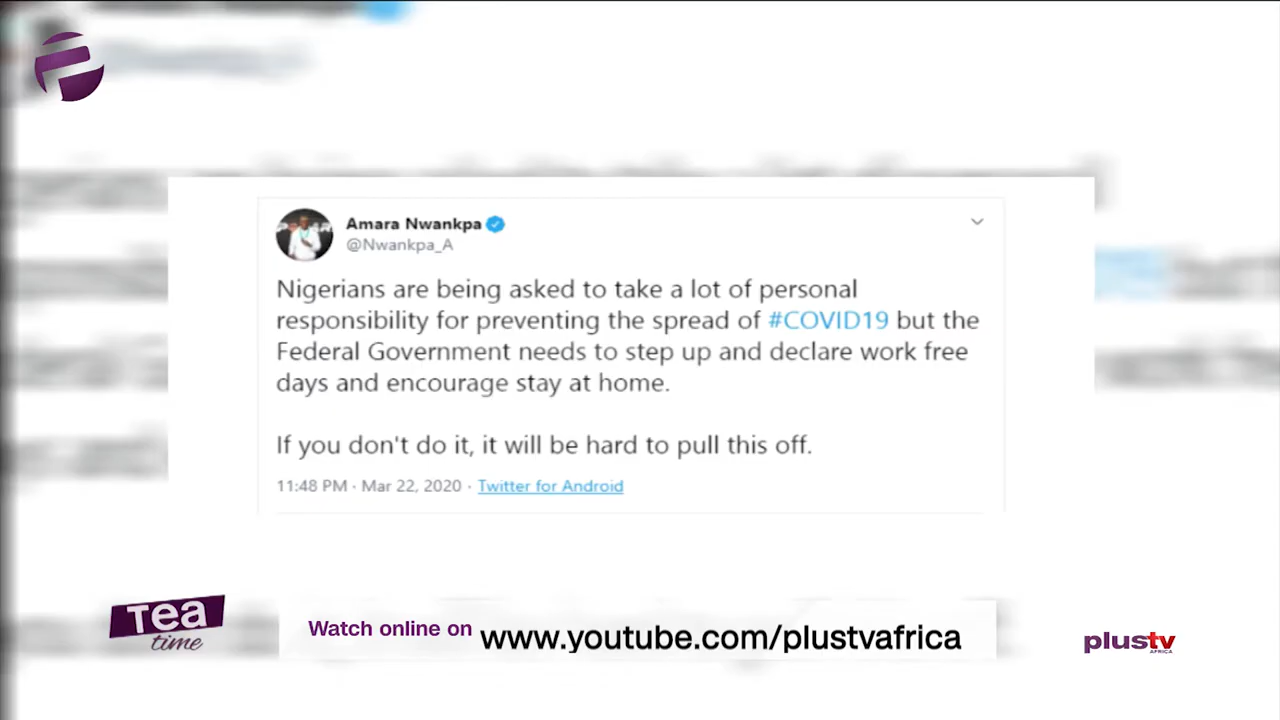 Amara Nwankpa
@Nwankpa_A
Nigerians are being asked to take a lot of personal
responsibility for preventing the spread of #COVID19 but the
Federal Government needs to step up and declare work free
days and encourage stay at home.
If you don't do it, it will be hard to pull this off.
11:48 PM · Mar 22, 2020 · Twitter for Android
Tea
time
Watch online on www.youtube.com/plustvafrica
plustv
AFRICA